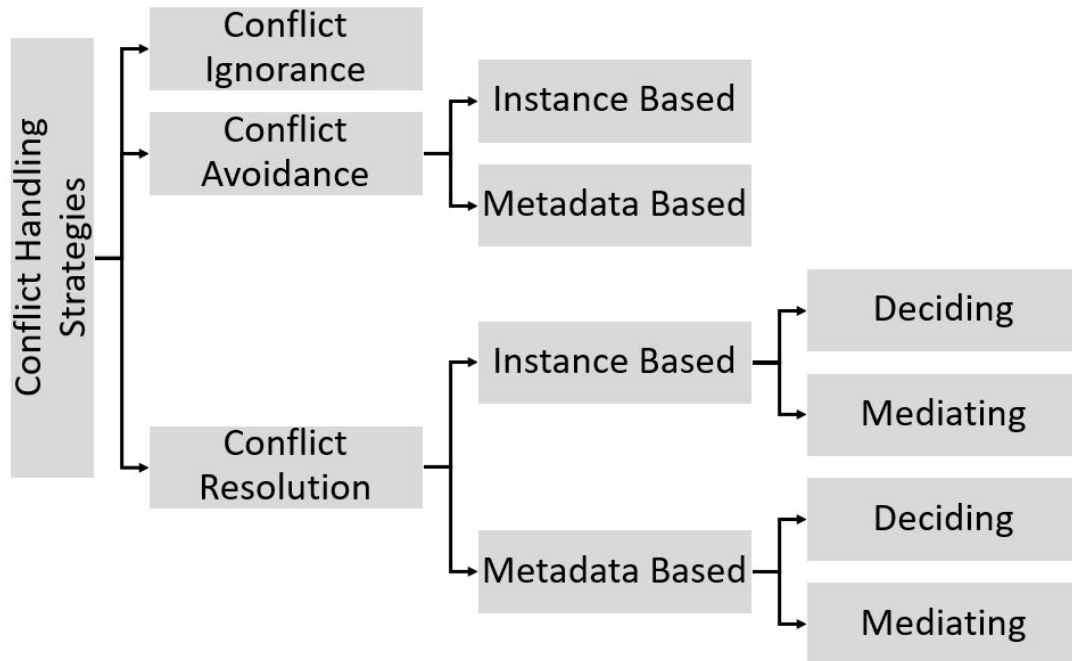 Conflict Handling
Strategies
Conflict
Ignorance
Conflict
Avoidance
Instance Based
Metadata Based
Conflict
Resolution
Instance Based
Deciding
Mediating
Metadata Based
Deciding
Mediating